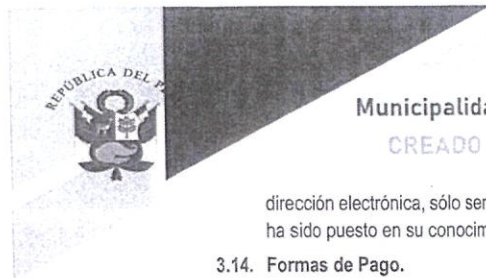 REPÚBLICA DEL P
Municipalida
CREADO
dirección electrónica, sólo ser
ha sido puesto en su conocim
3.14. Formas de Pago.